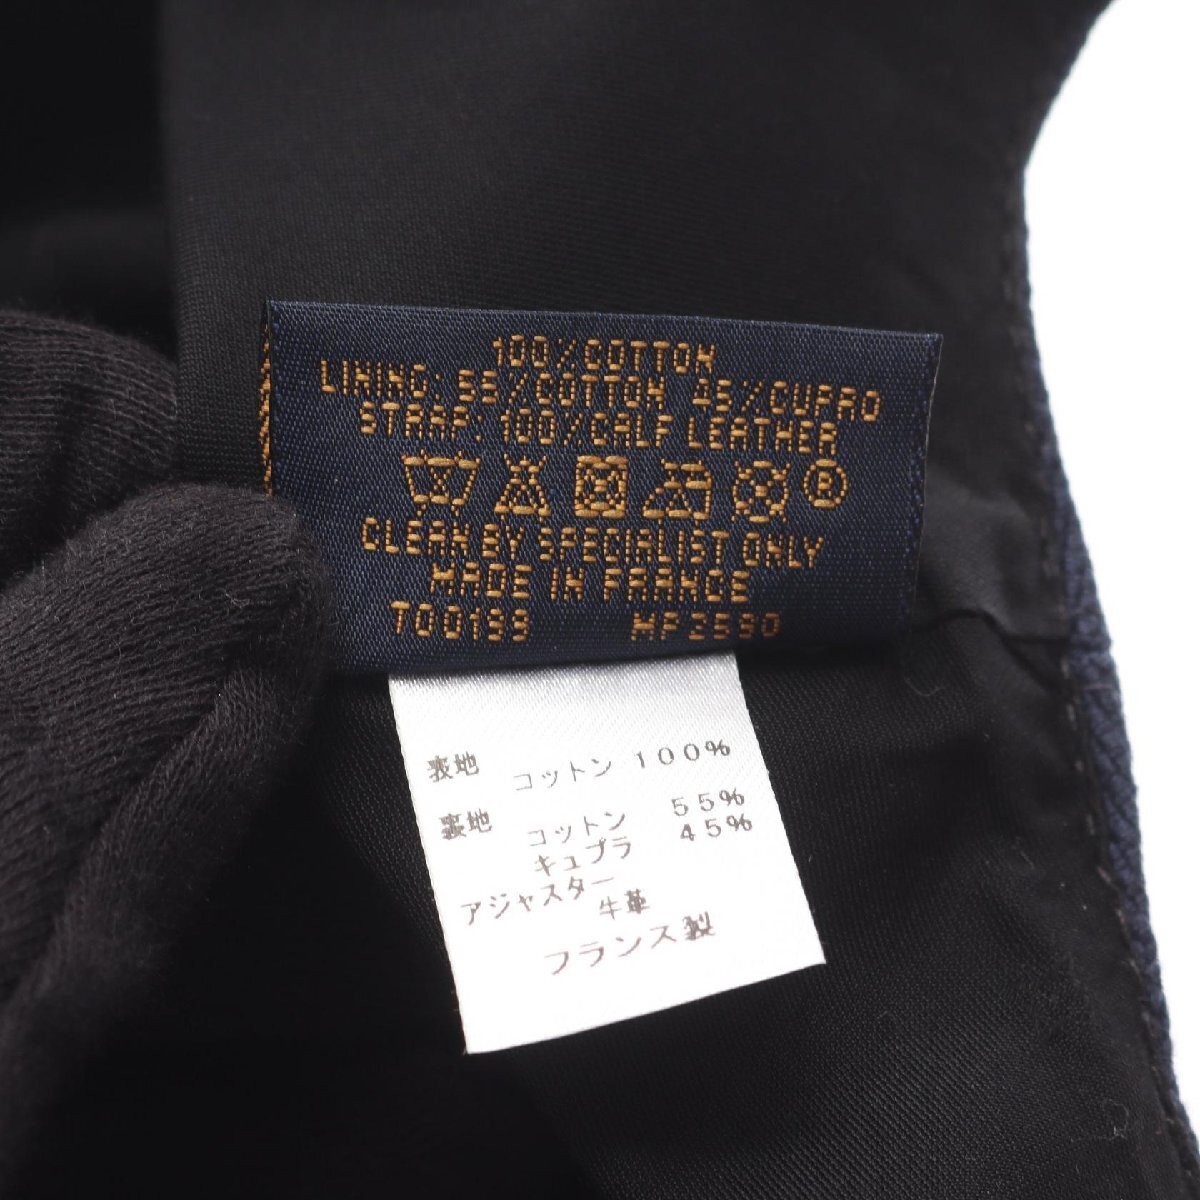 100%COTTON
LINING: 55%COTTON 45%CUPRO
STRAP: 100%CALF LEATHER
CLEAN BY SPECIALIST ONLY
MADE IN FRANCE
表地 コットン 100%
裏地 コットン 55%
キュプラ 45%
アジャスター
牛革
フランス製